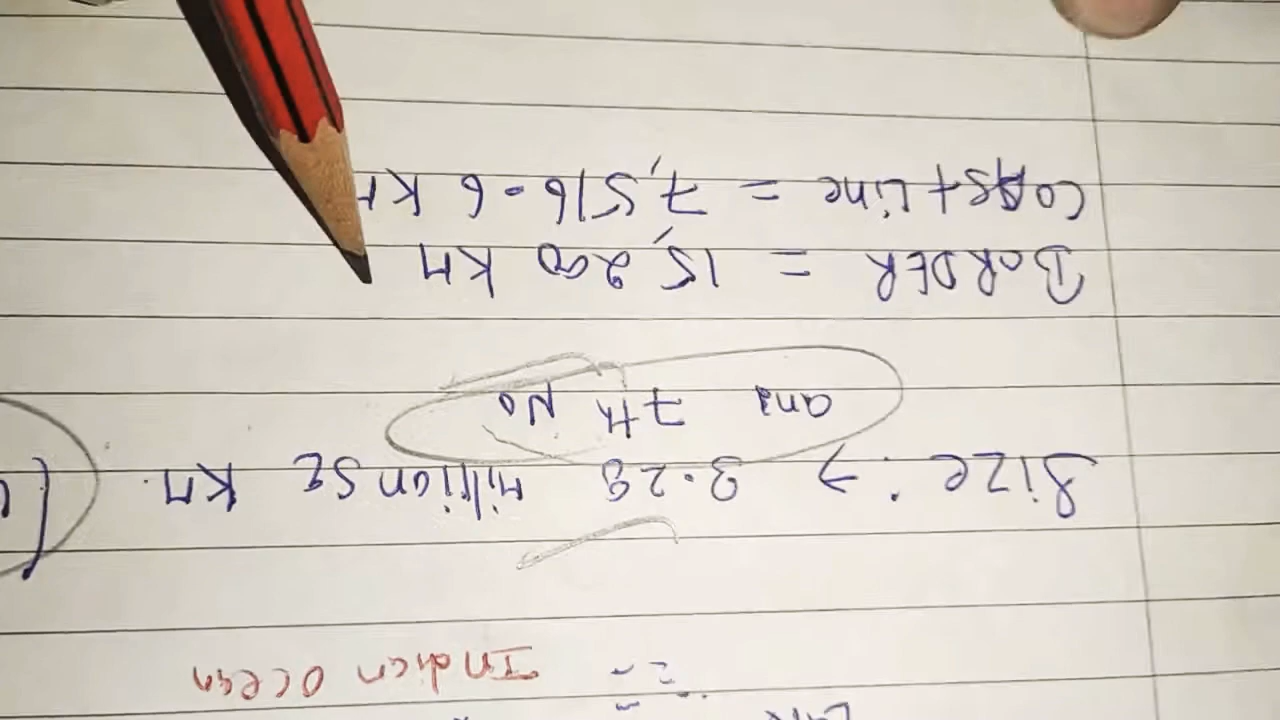 Indian Ocean
Size :→ 3.28 million SQ KM.
and 7th No
BORDER = 15,200 KM
COAst Line = 7,516-6 KM